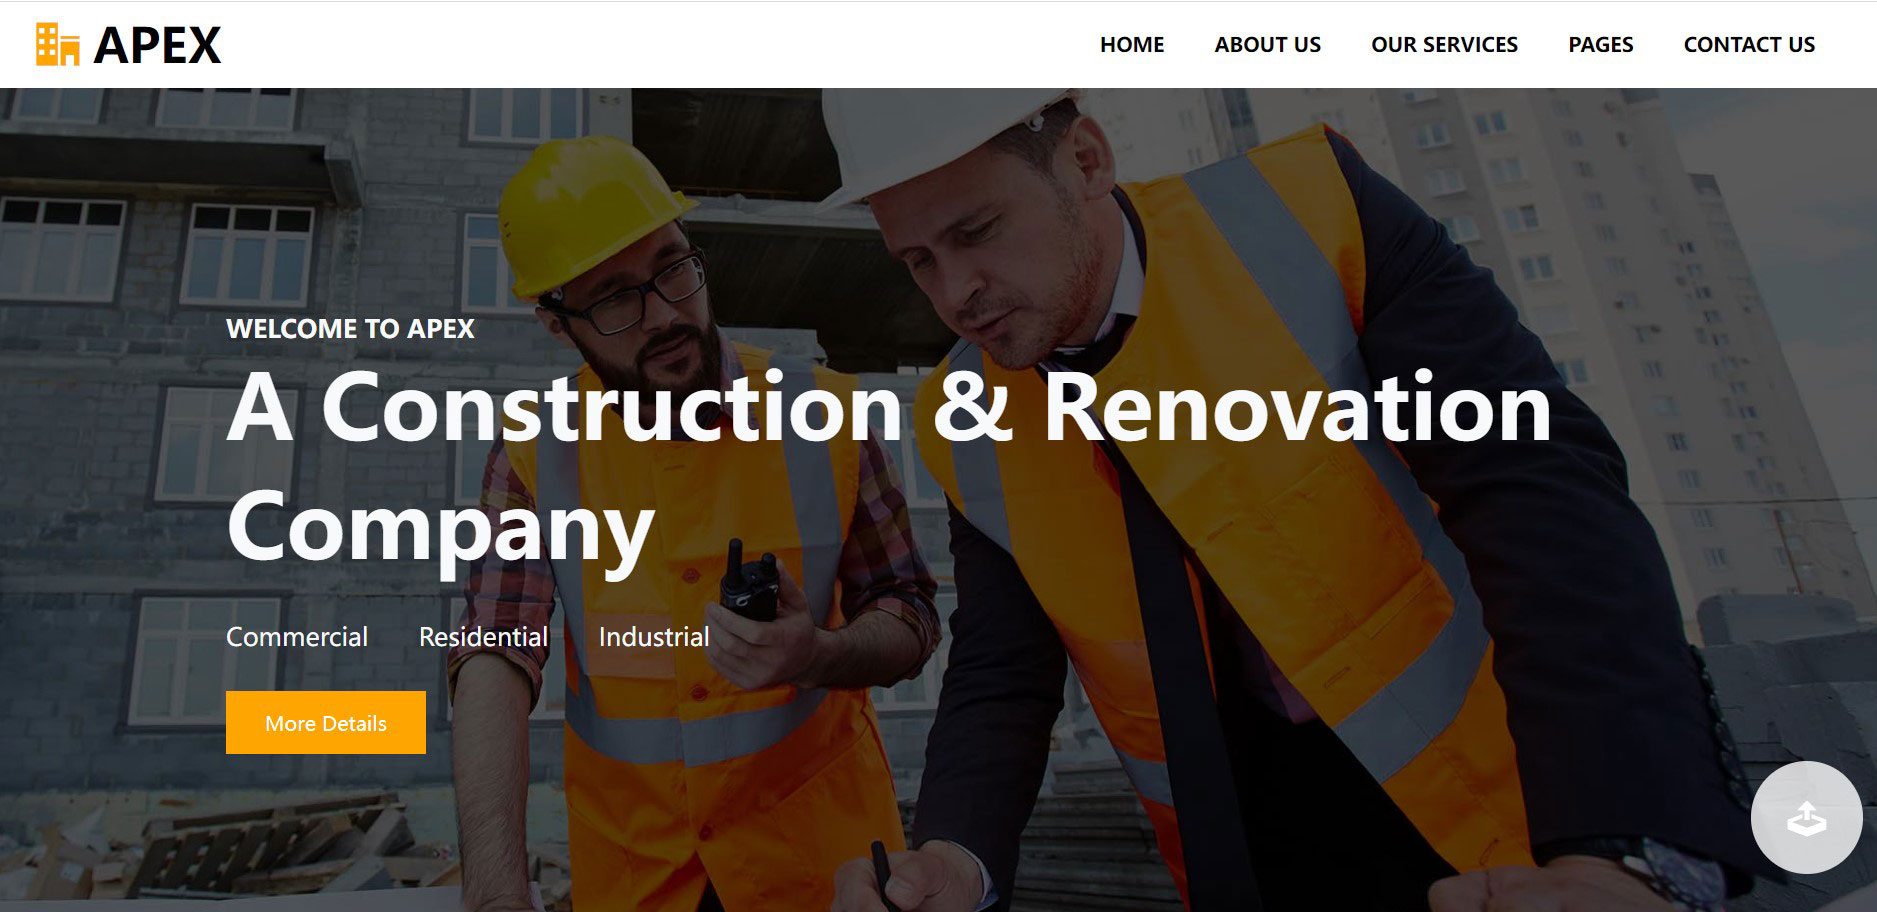 APEX
HOME ABOUT US OUR SERVICES PAGES CONTACT US
WELCOME TO APEX
A Construction & Renovation
Company
Commercial Residential Industrial
More Details